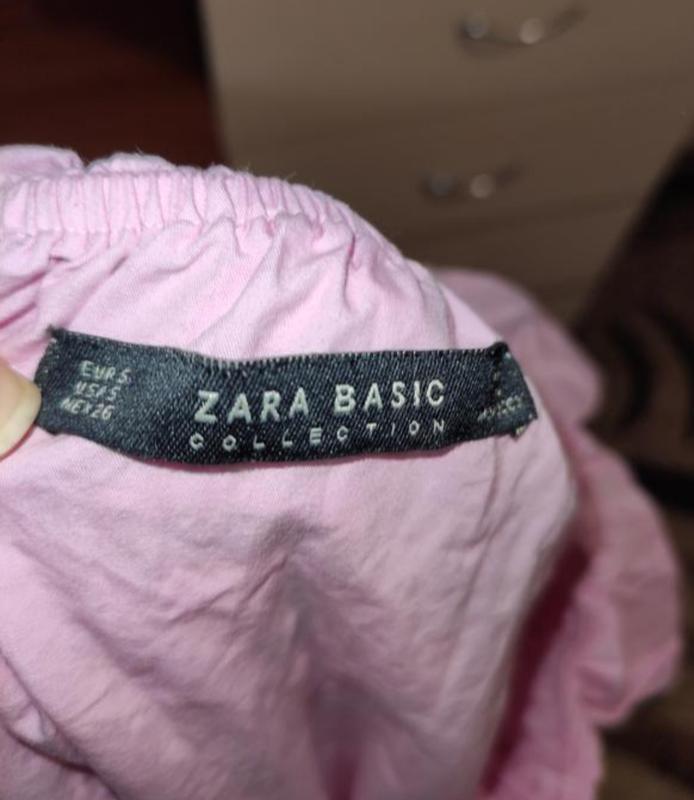 EUR S
USA S
MEX 26
ZARA BASIC
COLLECTION